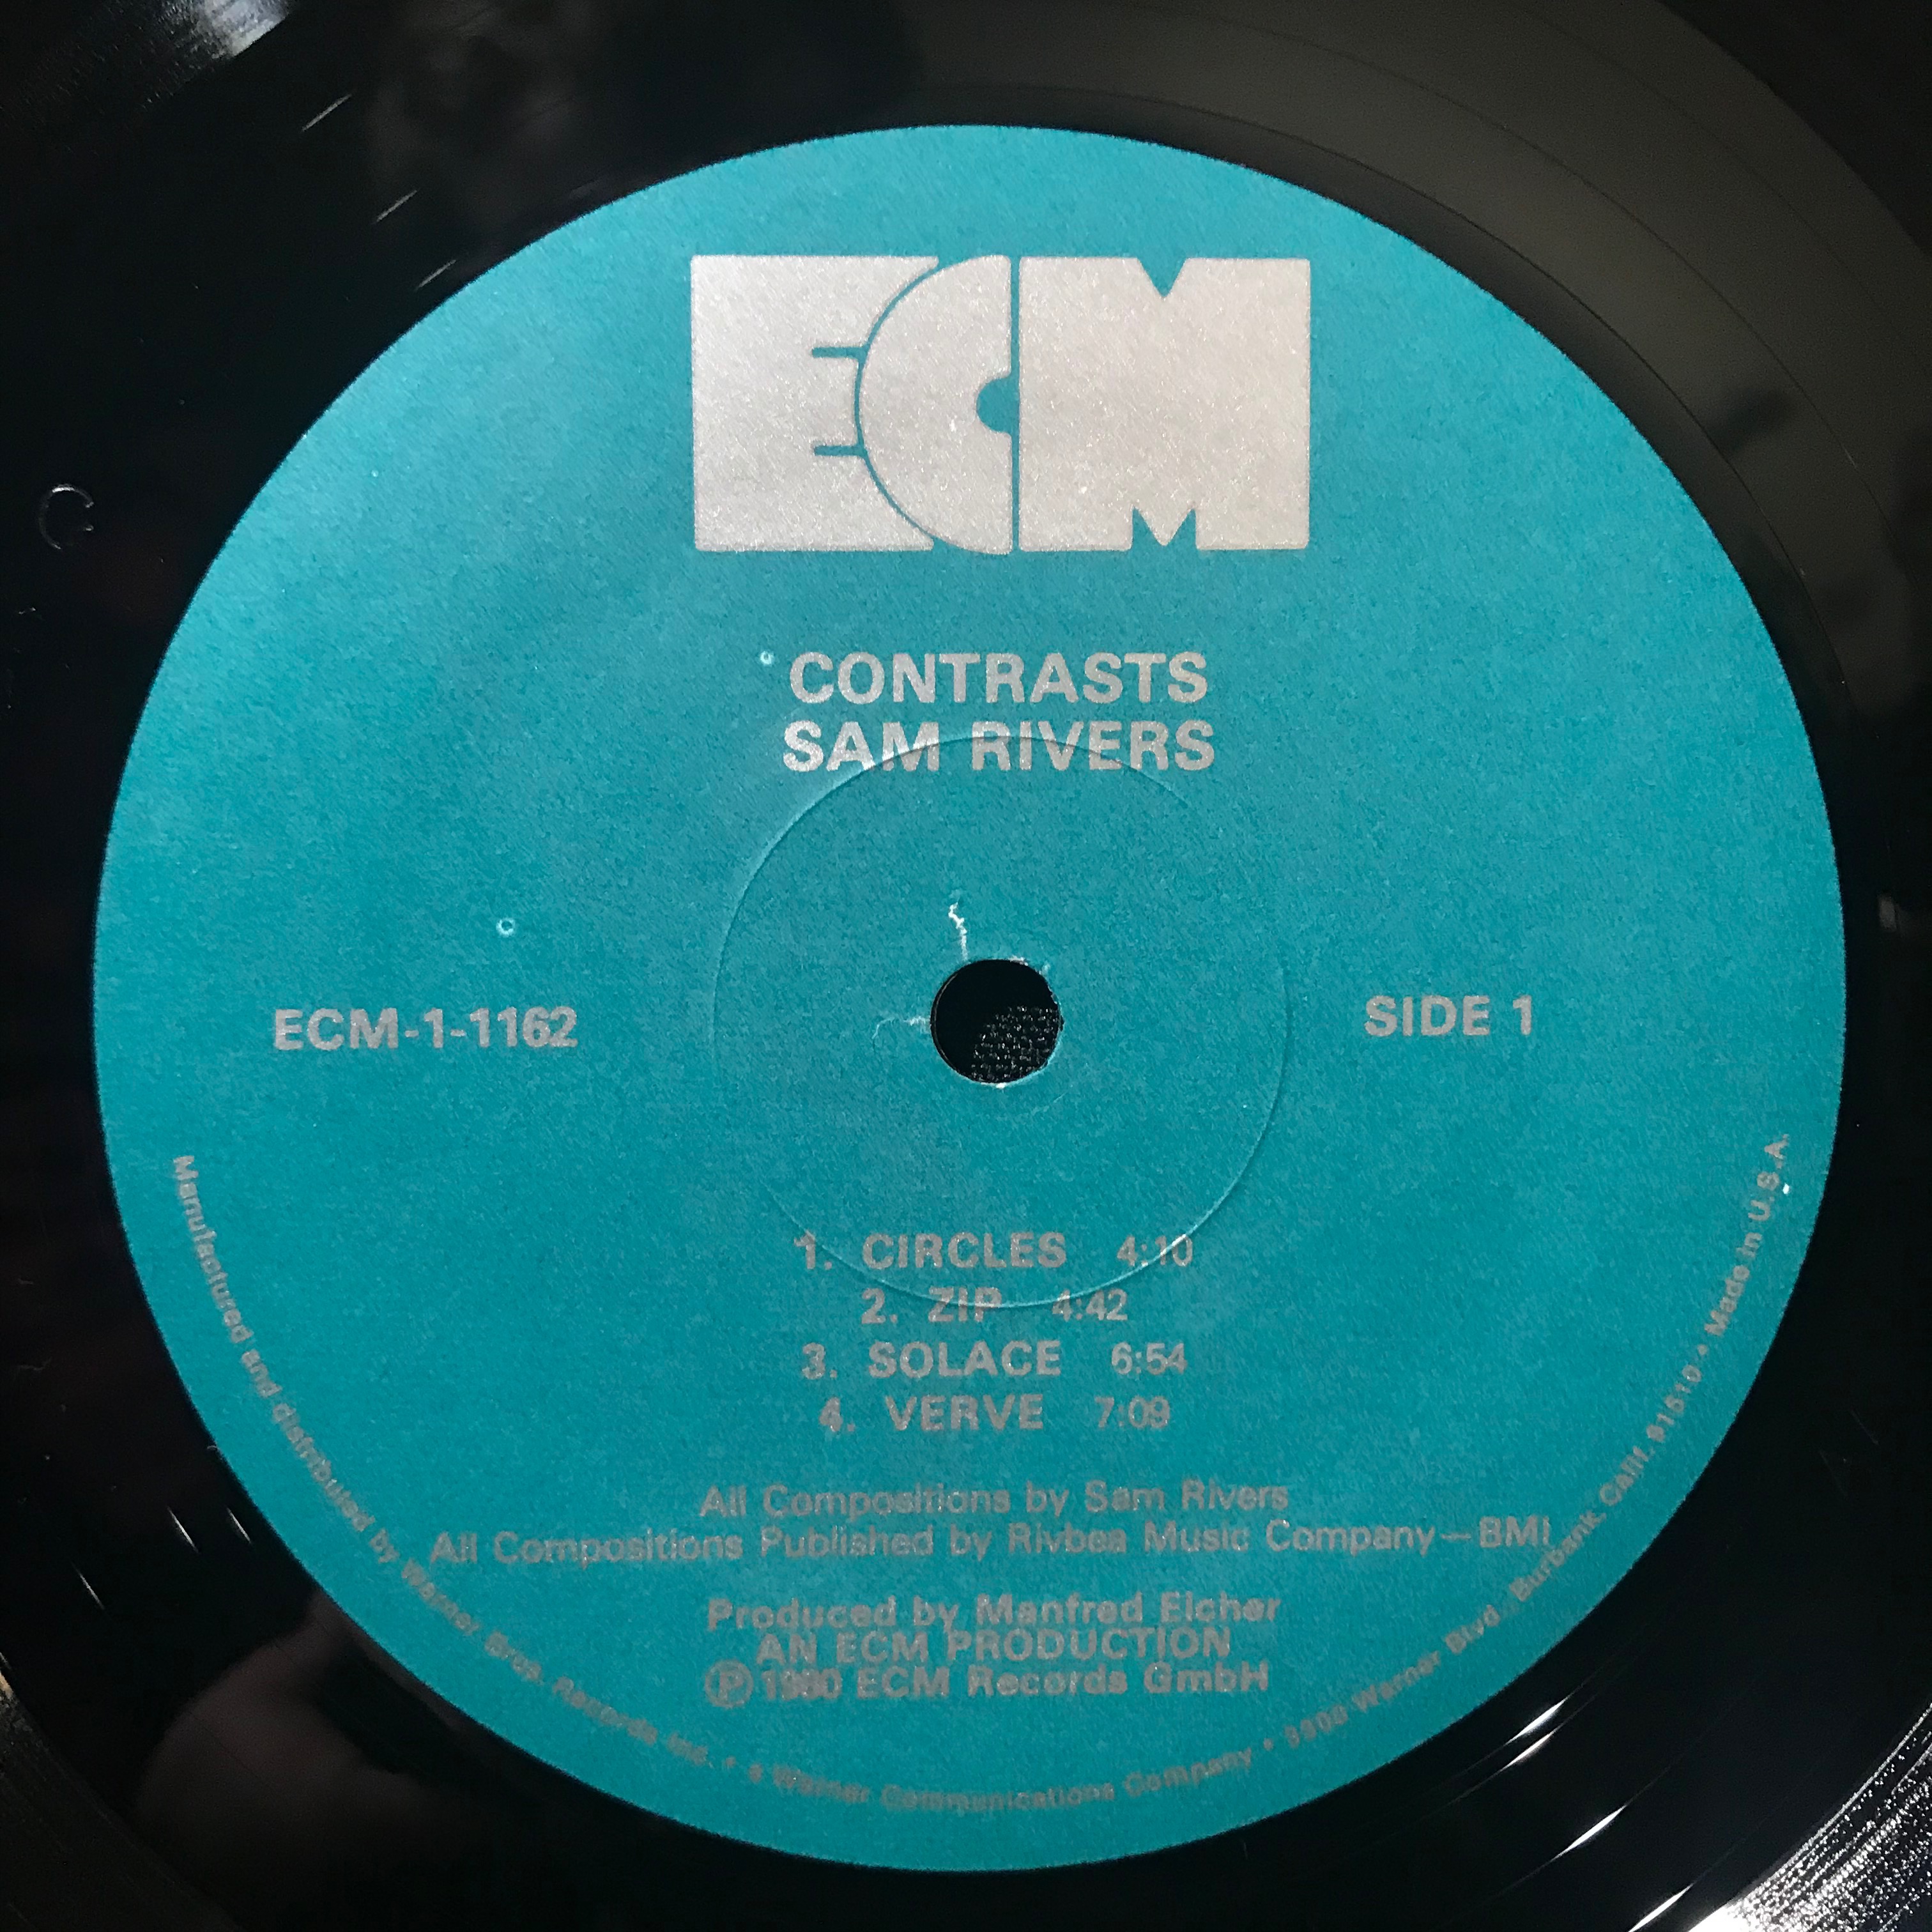 ECM
CONTRASTS
SAM RIVERS
ECM-1-1162
SIDE 1
1. CIRCLES 4:10
2. ZIP 4:42
3. SOLACE 6:54
4. VERVE 7:09
All Compositions by Sam Rivers
All Compositions Published by Rivbea Music Company—BMI
Produced by Manfred Eicher
AN ECM PRODUCTION
℗ 1980 ECM Records GmbH
Manufactured and distributed by Warner Bros. Records Inc. • a Warner Communications Company • 3300 Warner Blvd., Burbank, Calif. 91510 • Made in U.S.A.